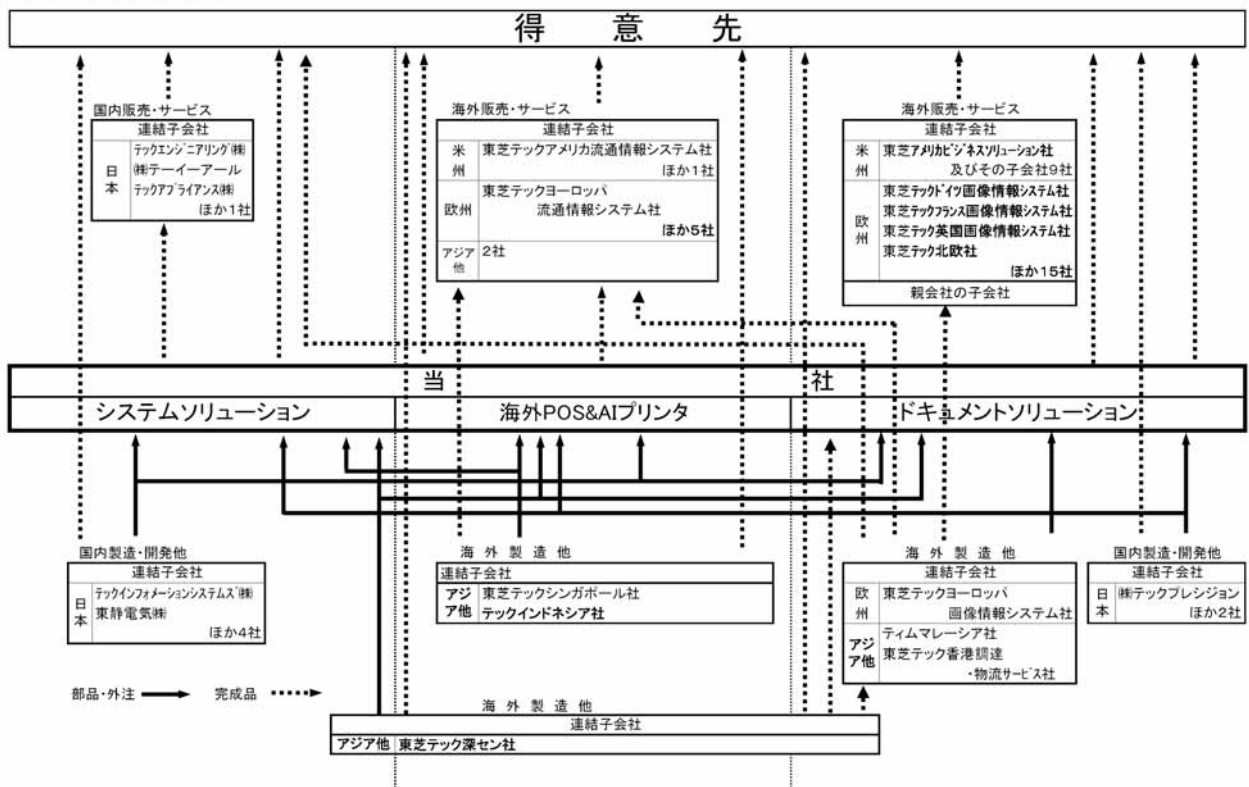 得意先
国内販売・サービス
連結子会社
日本
テックエンジニアリング㈱
㈱テーイーアール
テックアプライアンス㈱
ほか1社
海外販売・サービス
連結子会社
米州
東芝テックアメリカ流通情報システム社
ほか1社
欧州
東芝テックヨーロッパ
流通情報システム社
ほか5社
アジア他
2社
海外販売・サービス
連結子会社
米州
東芝アメリカビジネスソリューション社
及びその子会社9社
欧州
東芝テックドイツ画像情報システム社
東芝テックフランス画像情報システム社
東芝テック英国画像情報システム社
東芝テック北欧社
ほか15社
親会社の子会社
当社
システムソリューション
海外POS&AIプリンタ
ドキュメントソリューション
国内製造・開発他
連結子会社
日本
テックインフォメーションシステムズ㈱
東静電気㈱
ほか4社
海外製造他
連結子会社
アジア他
東芝テックシンガポール社
テックインドネシア社
海外製造他
連結子会社
欧州
東芝テックヨーロッパ
画像情報システム社
アジア他
ティムマレーシア社
東芝テック香港調達
・物流サービス社
国内製造・開発他
連結子会社
日本
㈱テックプレシジョン
ほか2社
部品・外注
完成品
海外製造他
連結子会社
アジア他
東芝テック深セン社